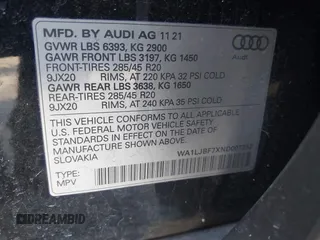 MFD. BY AUDI AG 11 21
GVWR LBS 6393, KG 2900
GAWR FRONT LBS 3197, KG 1450
FRONT-TIRES 285/45 R20
9JX20 RIMS, AT 220 KPA 32 PSI COLD
GAWR REAR LBS 3638, KG 1650
REAR-TIRES 285/45 R20
9JX20 RIMS, AT 240 KPA 35 PSI COLD
THIS VEHICLE CONFORMS TO ALL APPLICABLE
U.S. FEDERAL MOTOR VEHICLE SAFETY
STANDARDS IN EFFECT ON THE DATE OF
MANUFACTURE SHOWN ABOVE.
SLOVAKIA
TYPE:
MPV
Audi
© DREAMBID